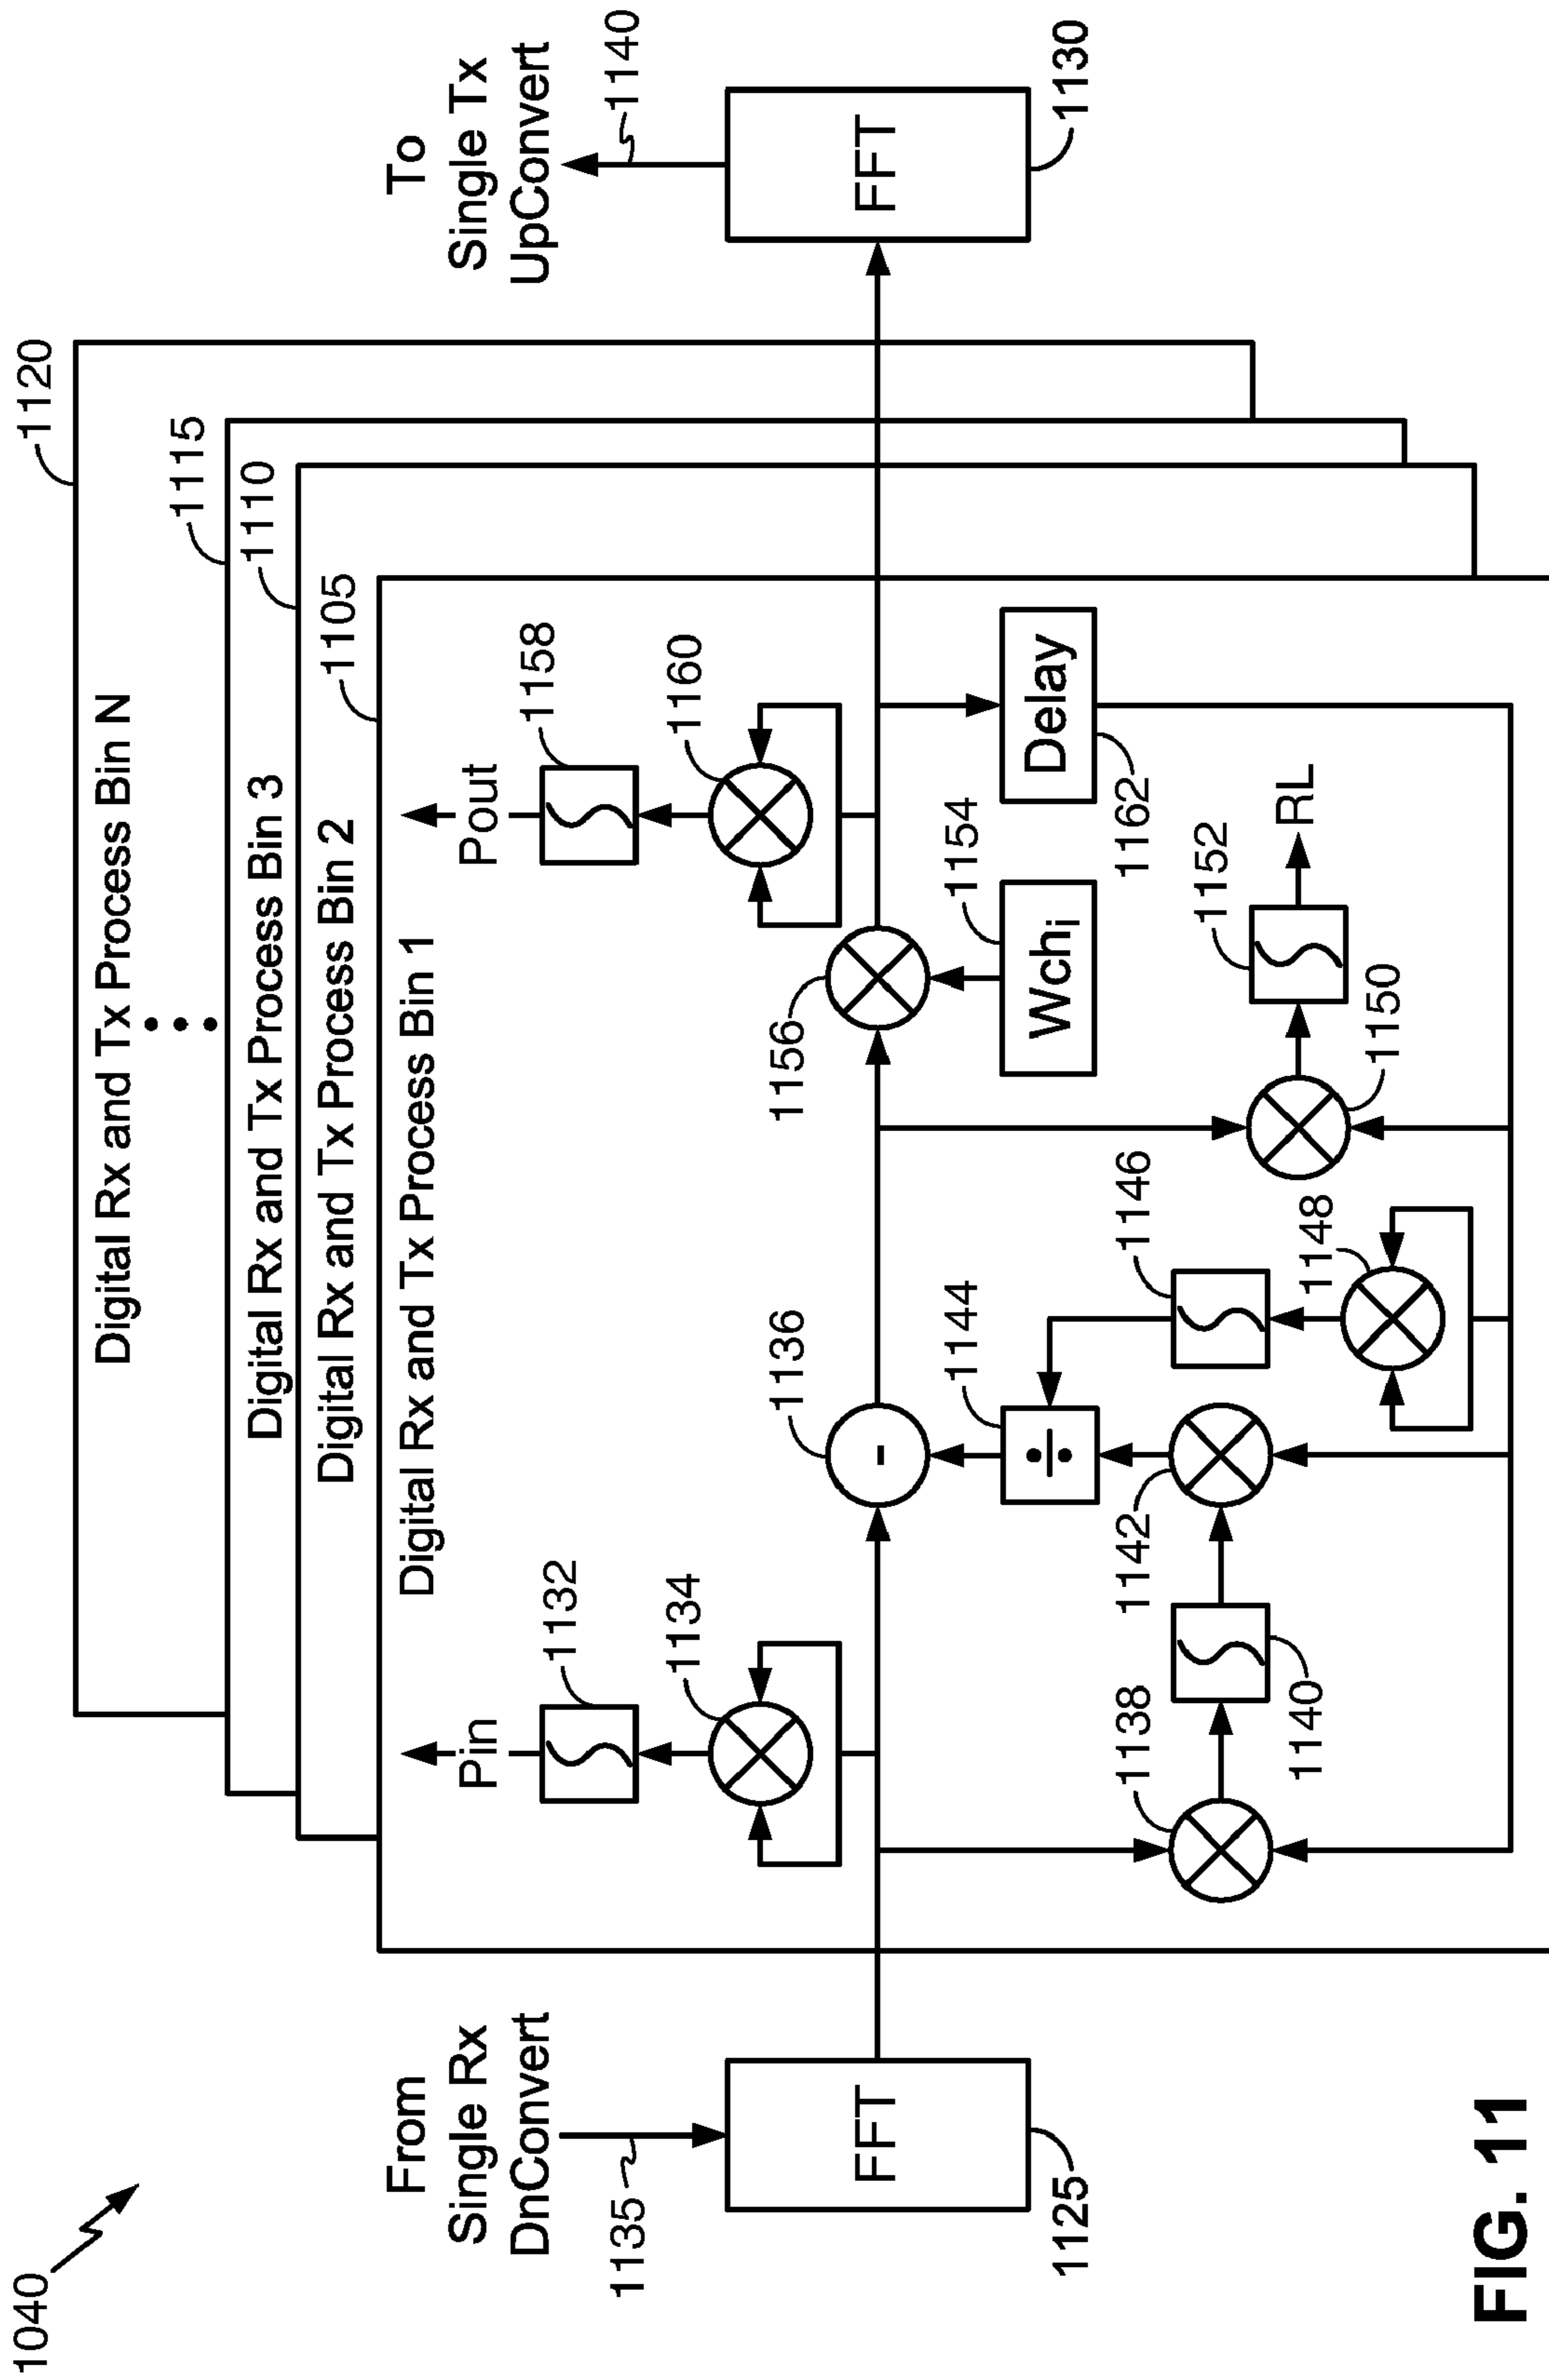 1040
1120
Digital Rx and Tx Process Bin N
1115
Digital Rx and Tx Process Bin 3
1110
Digital Rx and Tx Process Bin 2
1105
Digital Rx and Tx Process Bin 1
From
Single Rx
DnConvert
1135
FFT
1125
To
Single Tx
UpConvert
1140
FFT
1130
Pin
1132
1134
Pout
1158
1160
1136
1156
1138
1140
1142
1144
÷
1146
1148
1150
1152
RL
Wchi
1154
Delay
1162
-
FIG. 11